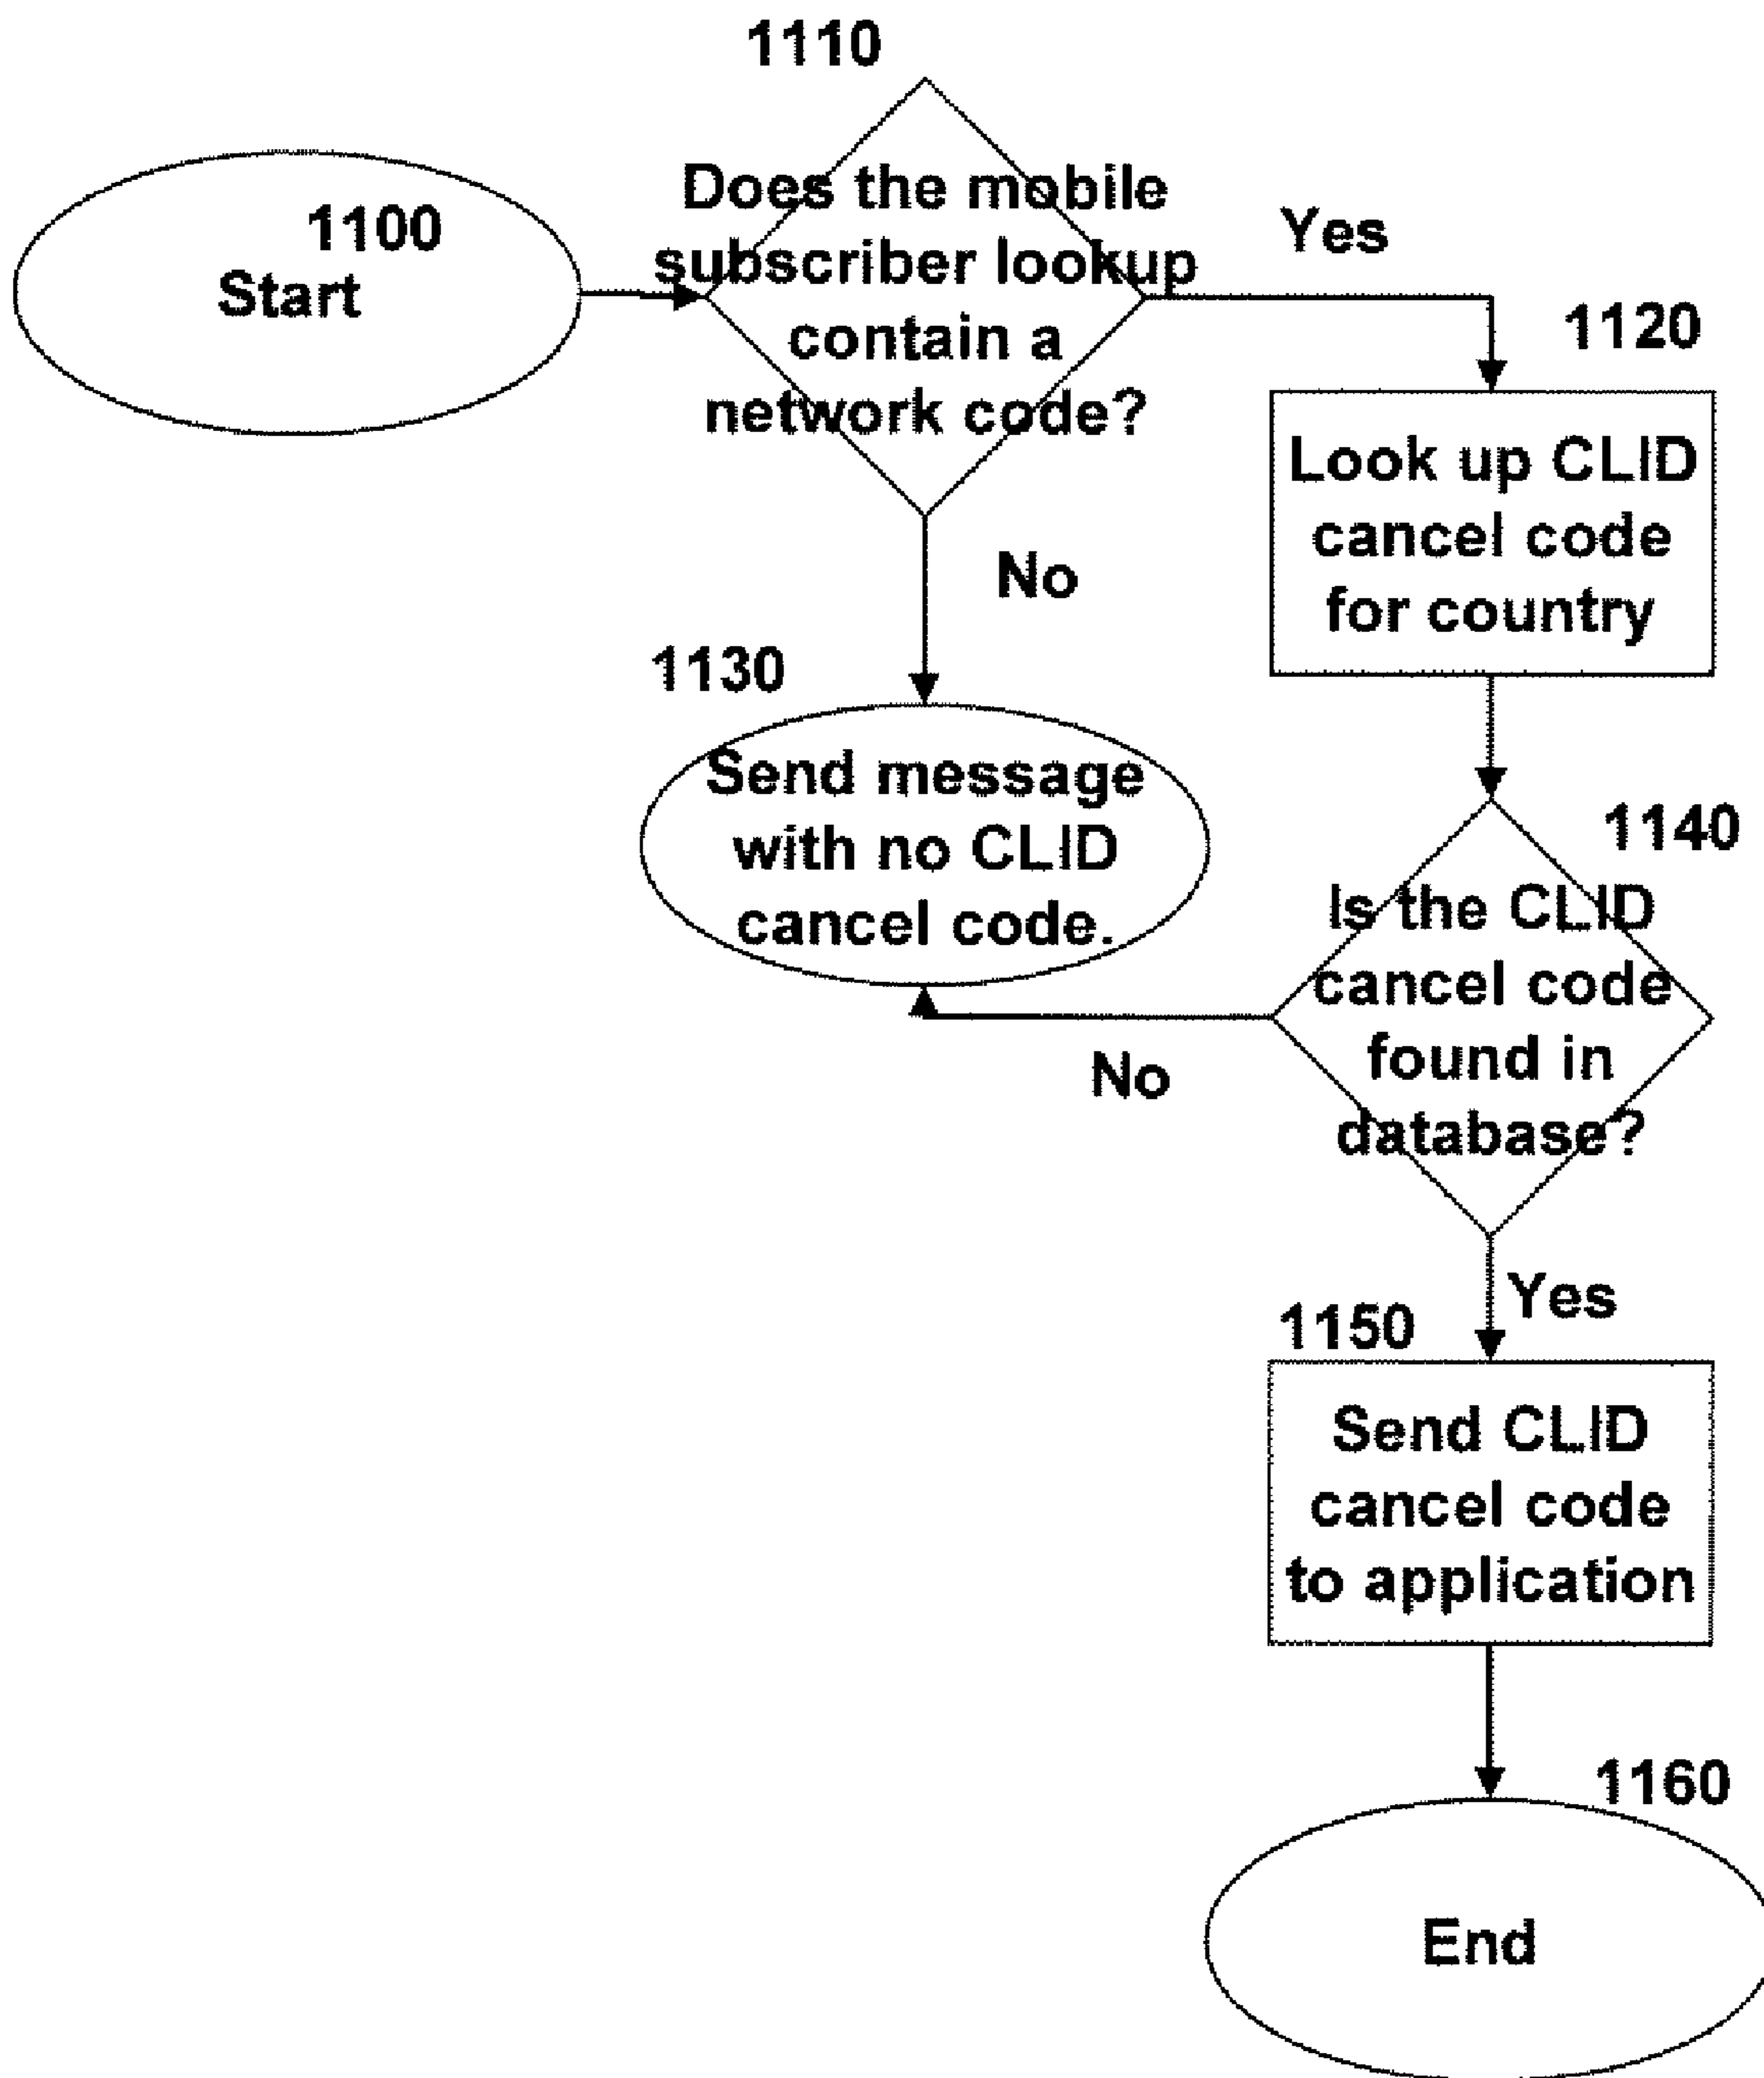 1110
1100
Start
Does the mobile
subscriber lookup
contain a
network code?
Yes
1120
Look up CLID
cancel code
for country
No
1130
Send message
with no CLID
cancel code.
1140
Is the CLID
cancel code
found in
database?
No
Yes
1150
Send CLID
cancel code
to application
1160
End